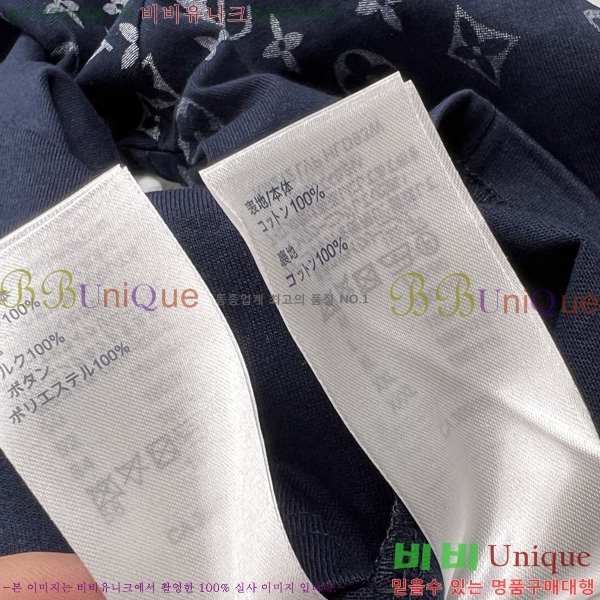 비비유니크
表地/本体
コットン100%
裏地
コットン100%
100%
ルク100%
ボタン
ポリエステル100%
BBUniQue
동종업계 최고의 품질 NO.1
BBUniQue
비비 Unique
믿을수 있는 명품구매대행
-본 이미지는 비비유니크에서 촬영한 100% 실사 이미지 입니다